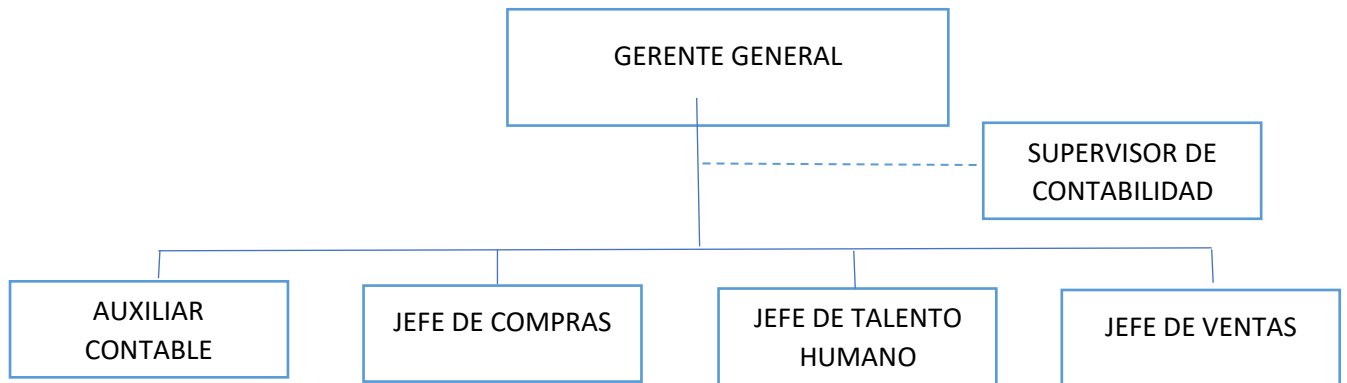 GERENTE GENERAL
SUPERVISOR DE
CONTABILIDAD
AUXILIAR
CONTABLE
JEFE DE COMPRAS
JEFE DE TALENTO
HUMANO
JEFE DE VENTAS